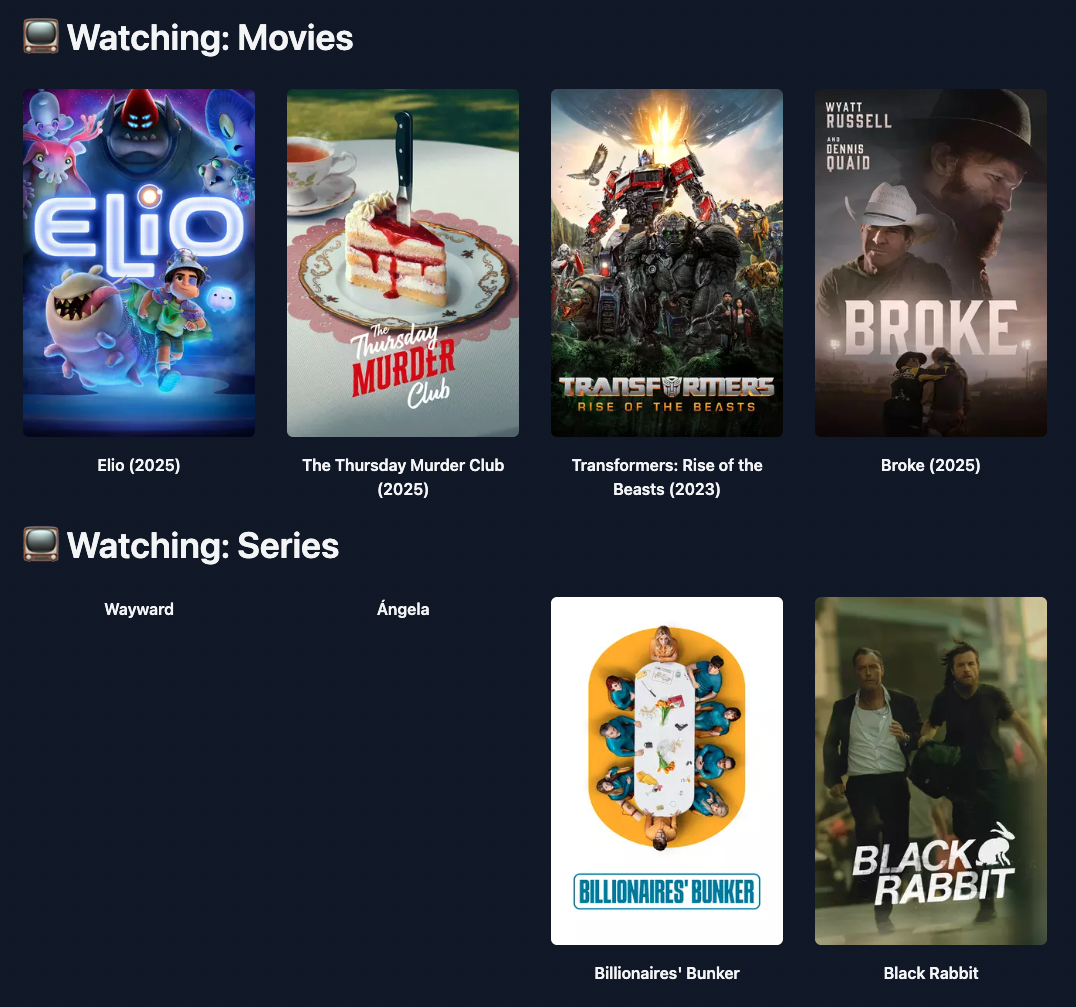 Watching: Movies
ELIO
The
Thursday
MURDER
Club
TRANSFORMERS
RISE OF THE BEASTS
WYATT
RUSSELL
AND
DENNIS
QUAID
BROKE
Elio (2025)
The Thursday Murder Club
(2025)
Transformers: Rise of the
Beasts (2023)
Broke (2025)
Watching: Series
Wayward
Ángela
BILLIONAIRES' BUNKER
BLACK
RABBIT
Billionaires' Bunker
Black Rabbit